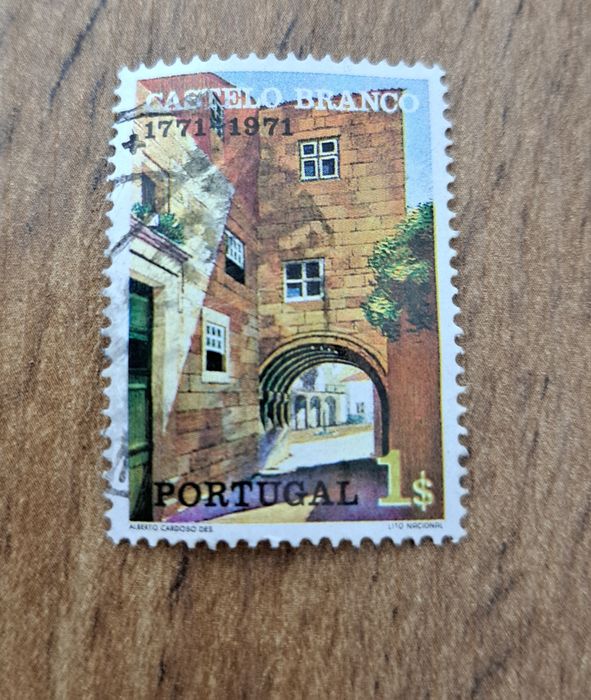 CASTELO BRANCO
1771-1971
PORTUGAL 1$
ALBERTO CARDOSO DES. LITO NACIONAL